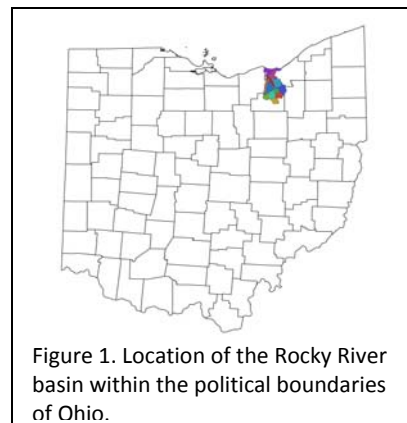 Figure 1. Location of the Rocky River
basin within the political boundaries
of Ohio.